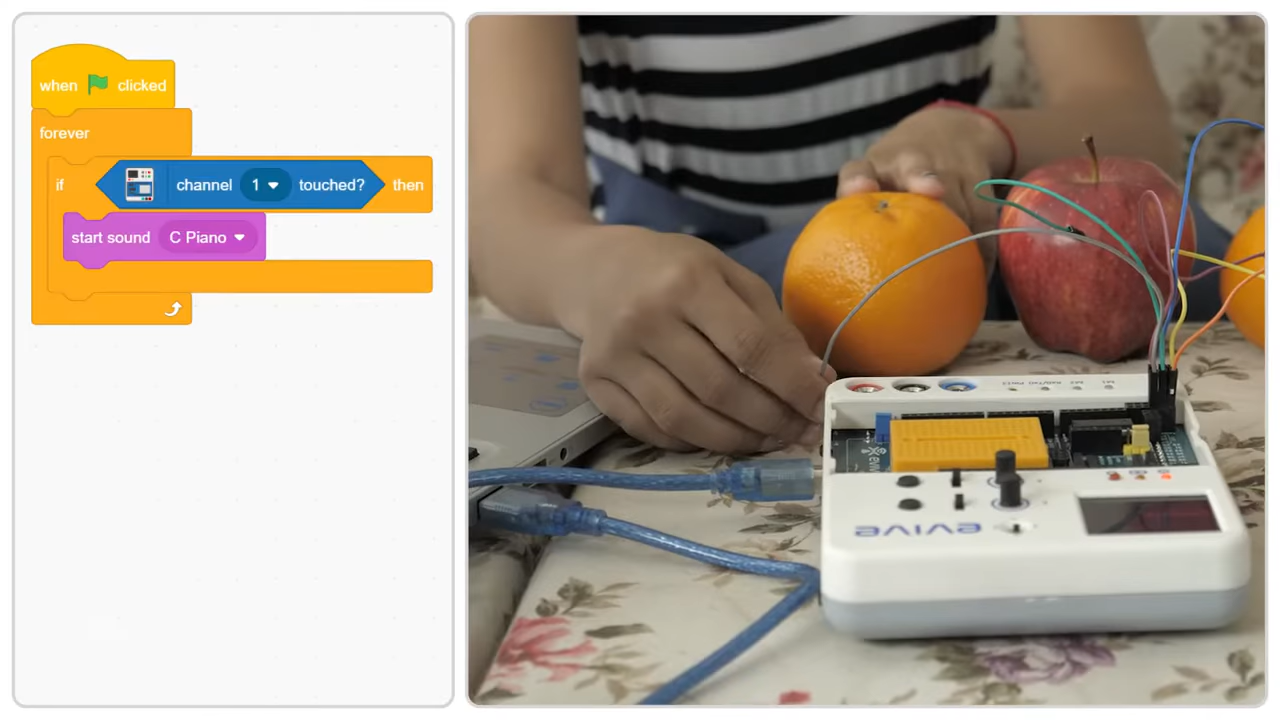 when clicked
forever
if channel 1 touched? then
start sound C Piano
evive